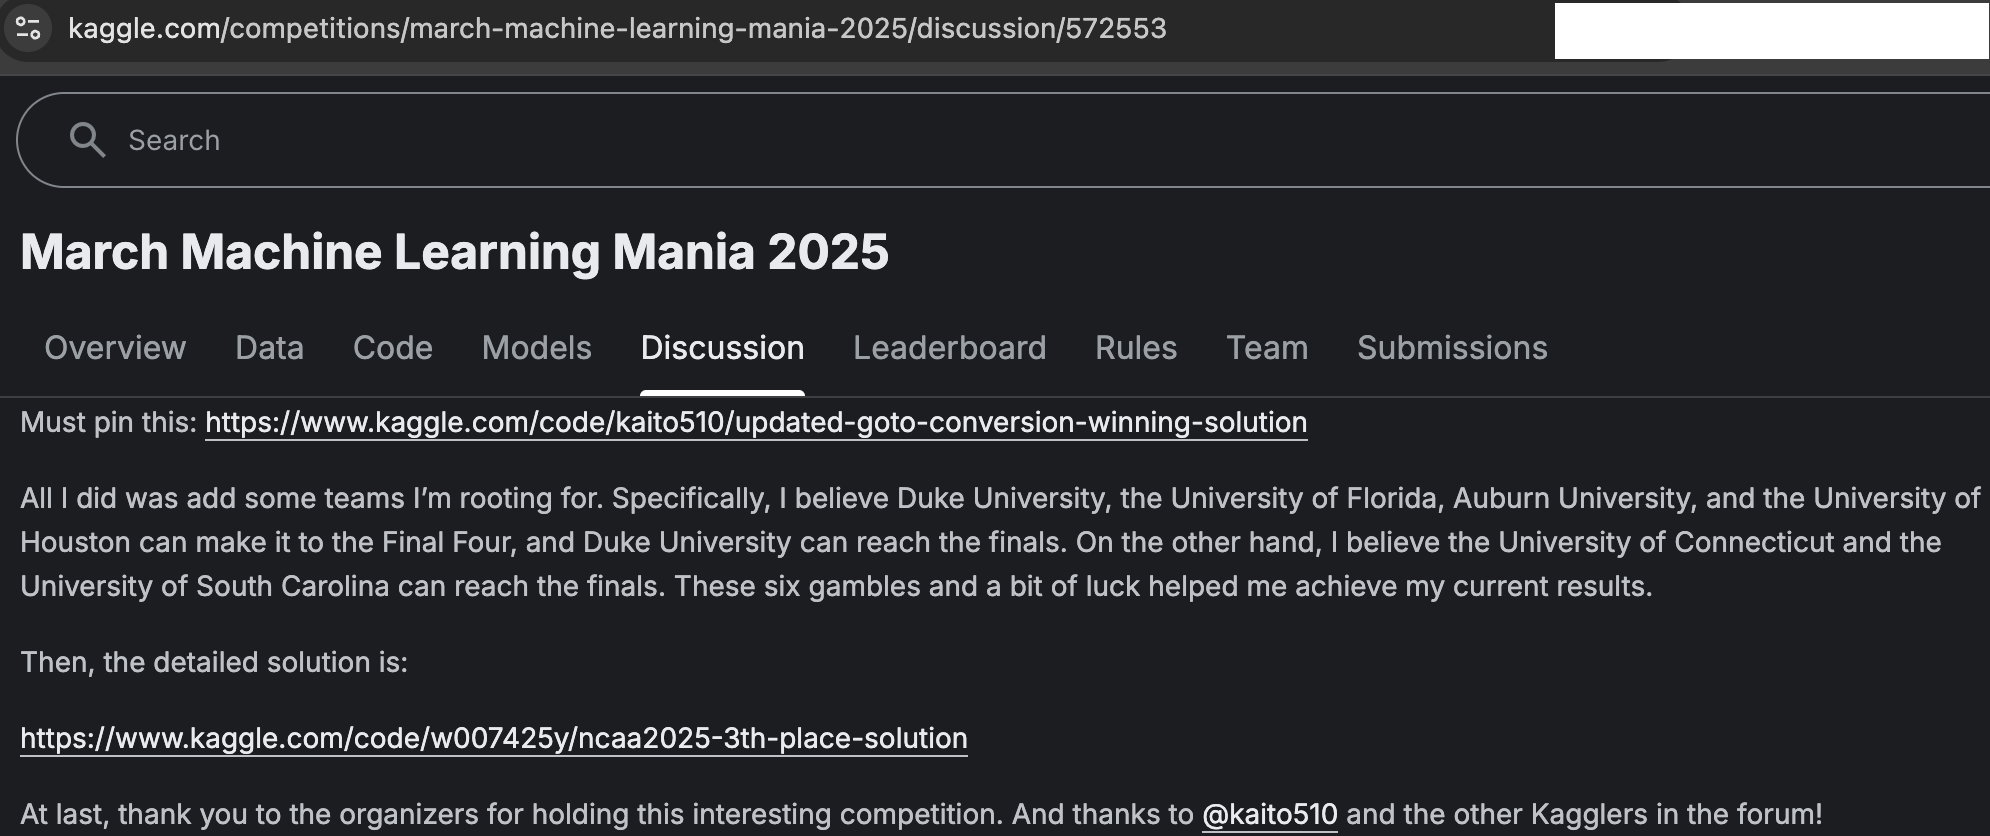 kaggle.com/competitions/march-machine-learning-mania-2025/discussion/572553
Search
March Machine Learning Mania 2025
Overview Data Code Models Discussion Leaderboard Rules Team Submissions
Must pin this: https://www.kaggle.com/code/kaito510/updated-goto-conversion-winning-solution
All I did was add some teams I’m rooting for. Specifically, I believe Duke University, the University of Florida, Auburn University, and the University of
Houston can make it to the Final Four, and Duke University can reach the finals. On the other hand, I believe the University of Connecticut and the
University of South Carolina can reach the finals. These six gambles and a bit of luck helped me achieve my current results.
Then, the detailed solution is:
https://www.kaggle.com/code/w007425y/ncaa2025-3th-place-solution
At last, thank you to the organizers for holding this interesting competition. And thanks to @kaito510 and the other Kagglers in the forum!